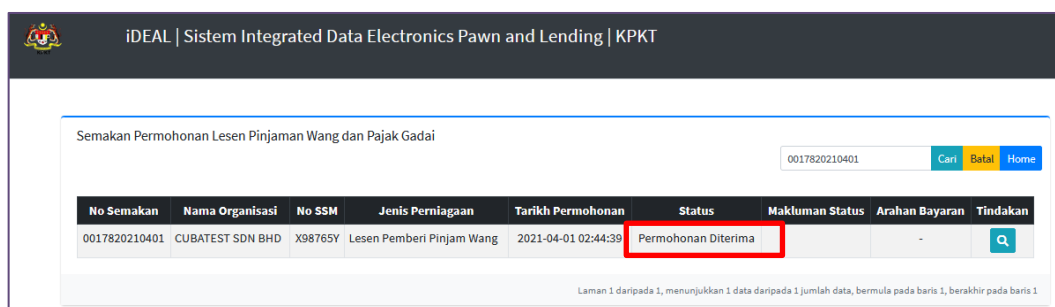 iDEAL | Sistem Integrated Data Electronics Pawn and Lending | KPKT
Semakan Permohonan Lesen Pinjaman Wang dan Pajak Gadai
0017820210401 Cari Batal Home
No Semakan Nama Organisasi No SSM Jenis Perniagaan Tarikh Permohonan Status Makluman Status Arahan Bayaran Tindakan
0017820210401 CUBATEST SDN BHD X98765Y Lesen Pemberi Pinjam Wang 2021-04-01 02:44:39 Permohonan Diterima -
Laman 1 daripada 1, menunjukkan 1 data daripada 1 jumlah data, bermula pada baris 1, berakhir pada baris 1